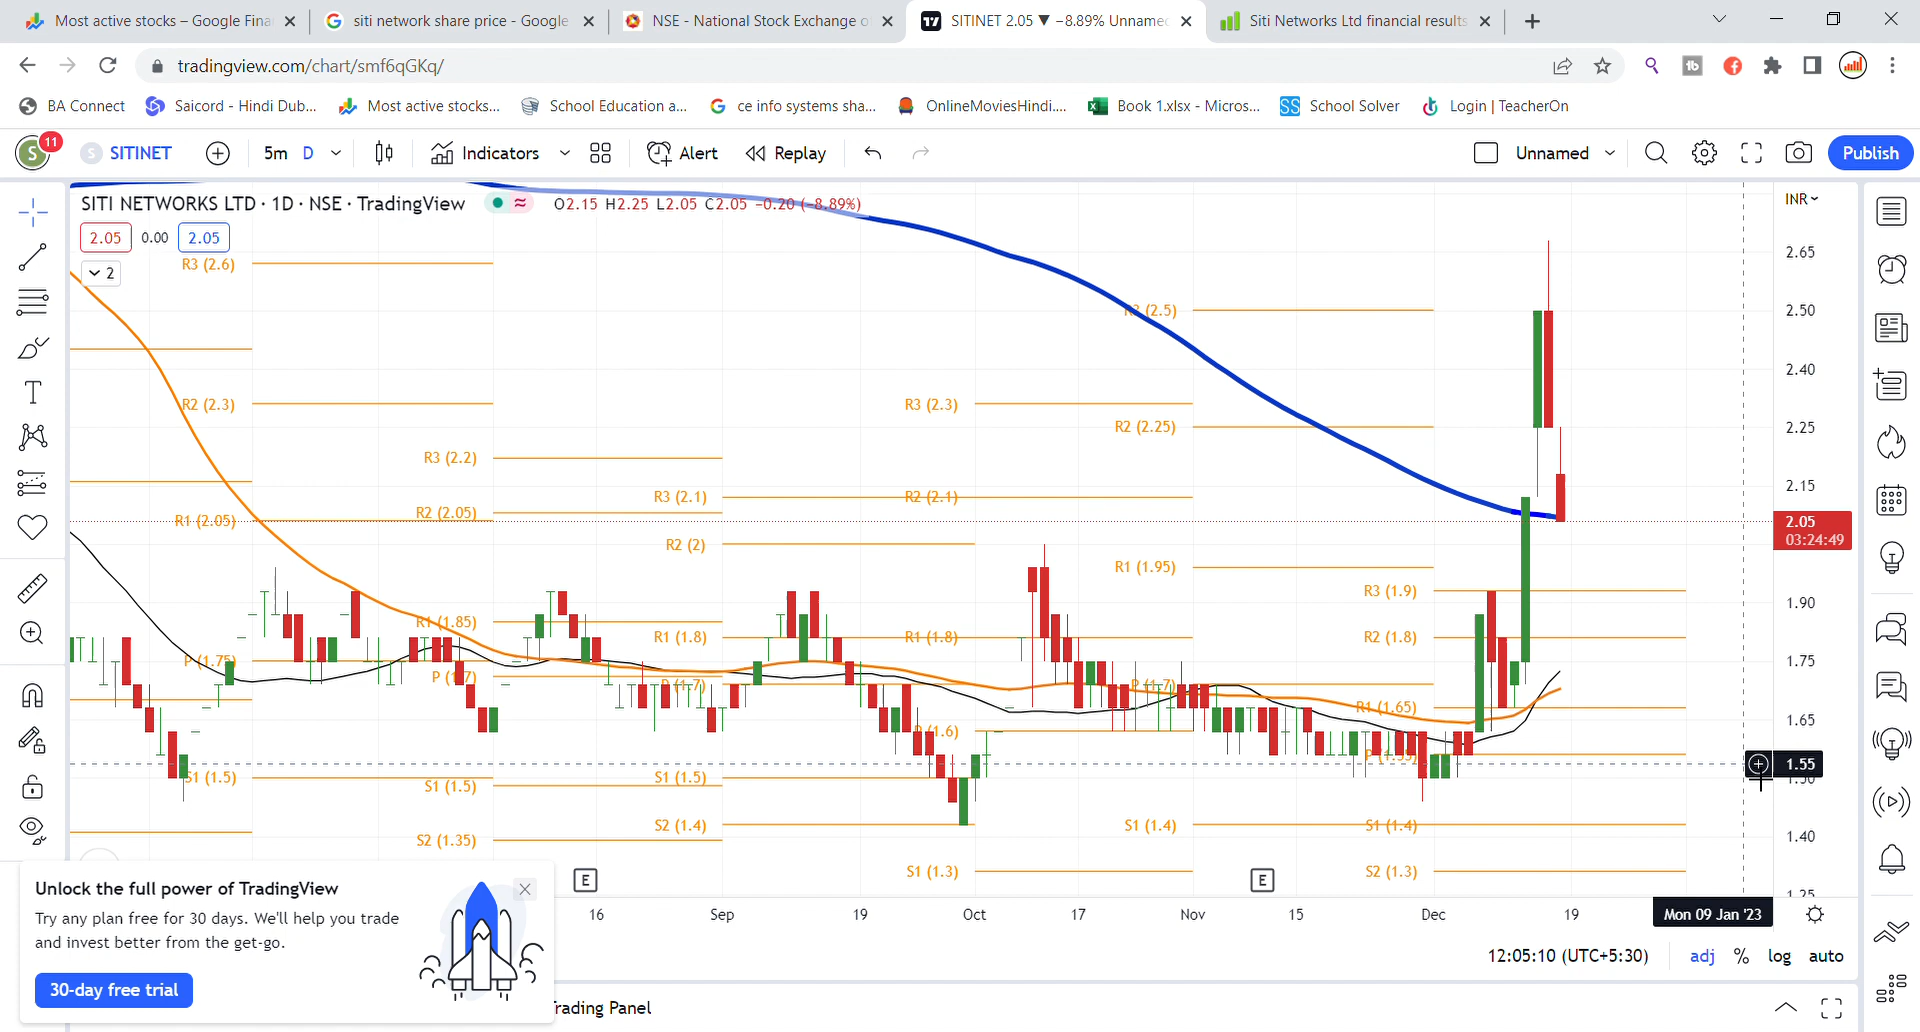 Most active stocks – Google Fina
siti network share price - Google
NSE - National Stock Exchange o
SITINET 2.05 ▼ −8.89% Unname
Siti Networks Ltd financial results
tradingview.com/chart/smf6qGKq/
BA Connect
Saicord - Hindi Dub...
Most active stocks...
School Education a...
ce info systems sha...
OnlineMoviesHindi....
Book 1.xlsx - Micros...
SS School Solver
Login | TeacherOn
S 11
S SITINET
5m D
Indicators
Alert
Replay
Unnamed
Publish
SITI NETWORKS LTD · 1D · NSE · TradingView
O2.15 H2.25 L2.05 C2.05 −0.20 (−8.89%)
INR
2.05 0.00 2.05
2
R3 (2.6)
R2 (2.3)
R1 (2.05)
P (1.75)
S1 (1.5)
R3 (2.2)
R2 (2.05)
R1 (1.85)
P (1.7)
S1 (1.5)
S2 (1.35)
R3 (2.1)
R2 (2)
R1 (1.8)
P (1.7)
S1 (1.5)
S2 (1.4)
R3 (2.3)
R2 (2.1)
R1 (1.8)
(1.6)
S1 (1.3)
(2.5)
R2 (2.25)
R1 (1.95)
P (1.7)
S1 (1.4)
R3 (1.9)
R2 (1.8)
R1 (1.65)
S1 (1.4)
S2 (1.3)
2.65
2.50
2.40
2.25
2.15
2.05
03:24:49
1.90
1.75
1.65
1.55
1.50
1.40
1.25
E
E
16
Sep
19
Oct
17
Nov
15
Dec
19
Mon 09 Jan '23
12:05:10 (UTC+5:30)
adj % log auto
Unlock the full power of TradingView
Try any plan free for 30 days. We'll help you trade
and invest better from the get-go.
30-day free trial
rading Panel